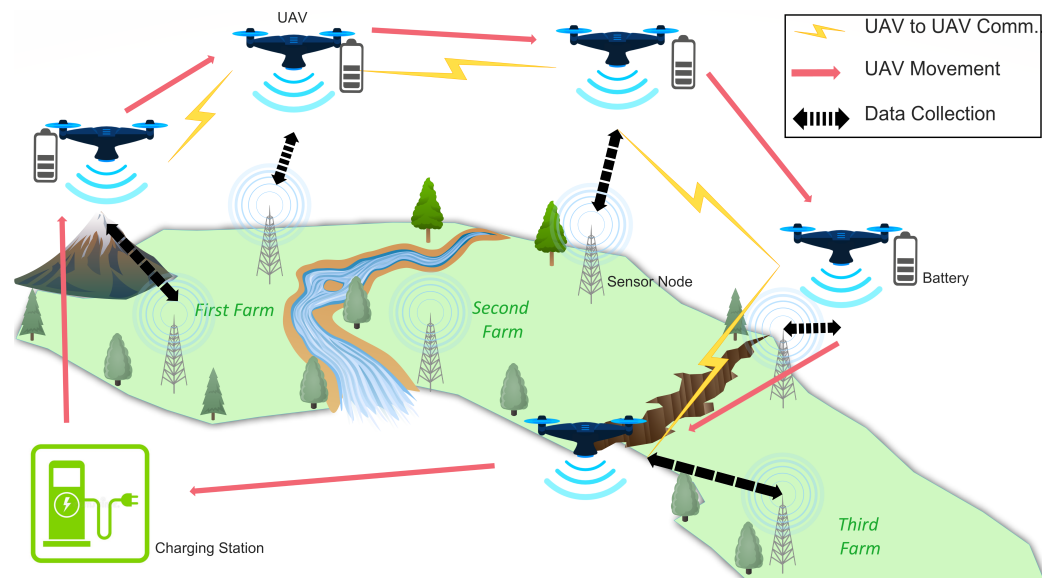 UAV
UAV to UAV Comm..
UAV Movement
Data Collection
Battery
Sensor Node
First Farm
Second
Farm
Charging Station
Third
Farm